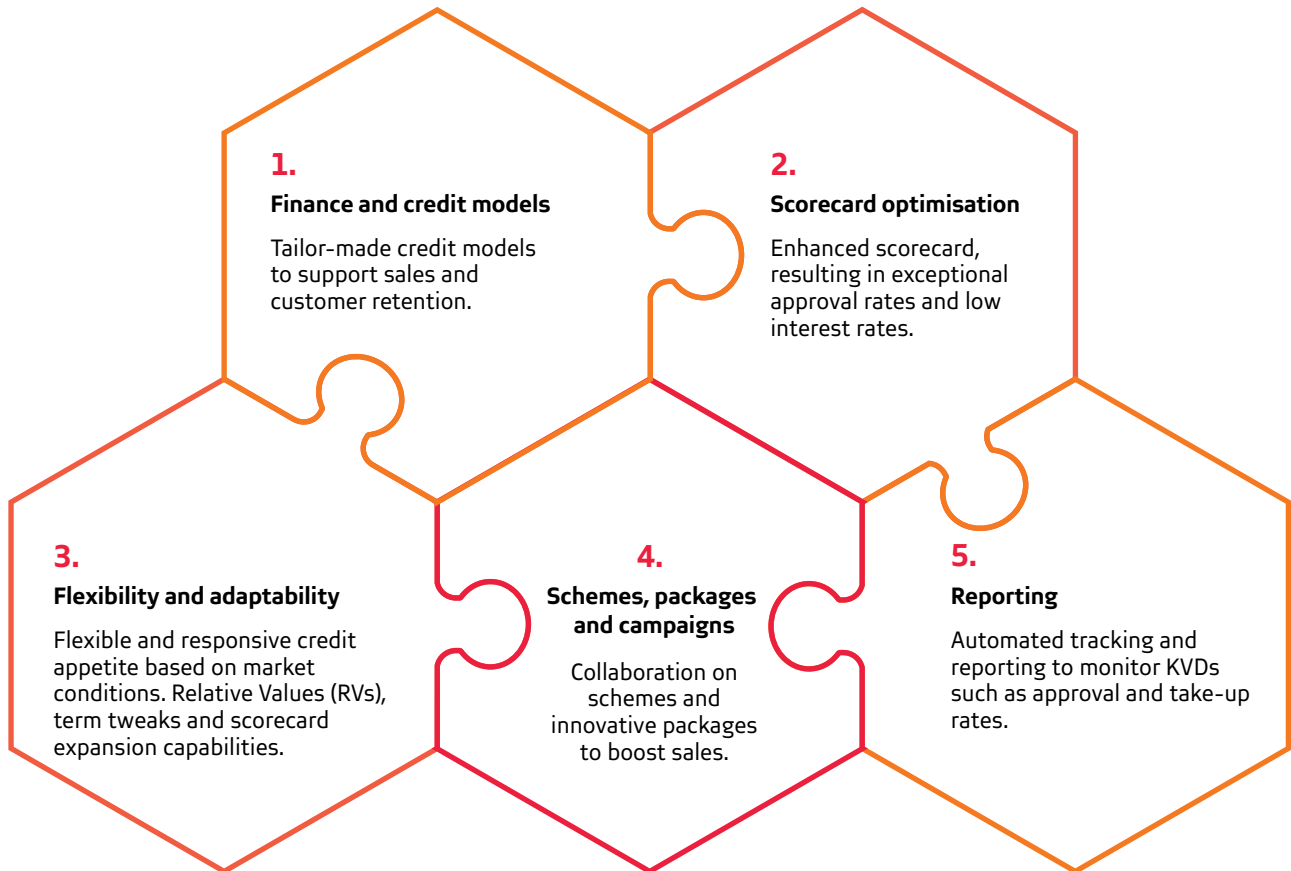 1.
Finance and credit models
Tailor-made credit models
to support sales and
customer retention.
2.
Scorecard optimisation
Enhanced scorecard,
resulting in exceptional
approval rates and low
interest rates.
3.
Flexibility and adaptability
Flexible and responsive credit
appetite based on market
conditions. Relative Values (RVs),
term tweaks and scorecard
expansion capabilities.
4.
Schemes, packages
and campaigns
Collaboration on
schemes and
innovative packages
to boost sales.
5.
Reporting
Automated tracking and
reporting to monitor KVDs
such as approval and take-up
rates.